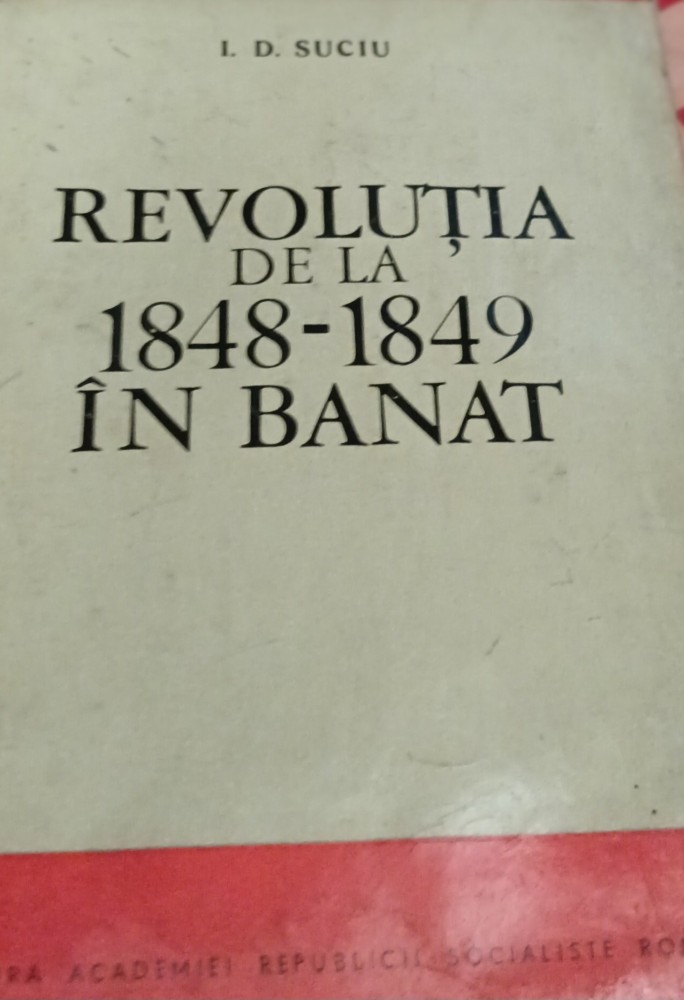 I. D. SUCIU
REVOLUȚIA
DE LA
1848-1849
ÎN BANAT
ACADEMIEI REPUBLICII SOCIALISTE